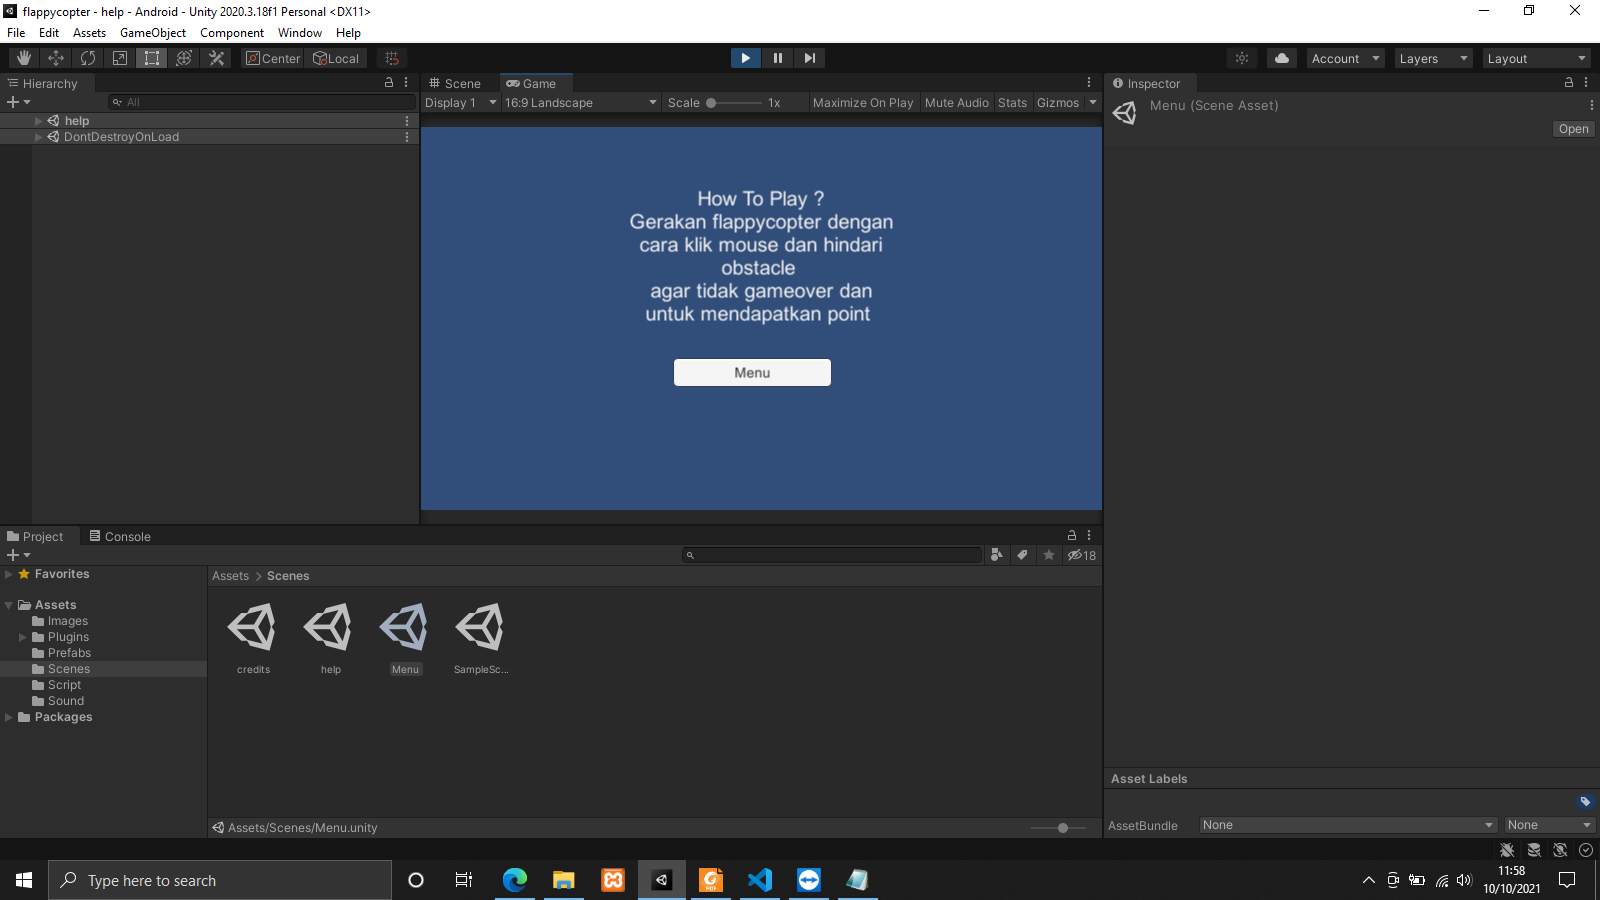 flappycopter - help - Android - Unity 2020.3.18f1 Personal <DX11>
File Edit Assets GameObject Component Window Help
Center Local
Account Layers Layout
Hierarchy
All
help
DontDestroyOnLoad
Scene Game
Display 1 16:9 Landscape Scale 1x Maximize On Play Mute Audio Stats Gizmos
How To Play ?
Gerakan flappycopter dengan
cara klik mouse dan hindari
obstacle
agar tidak gameover dan
untuk mendapatkan point
Menu
Inspector
Menu (Scene Asset)
Open
Project Console
18
Favorites
Assets
Images
Plugins
Prefabs
Scenes
Script
Sound
Packages
Assets > Scenes
credits help Menu SampleSc...
Assets/Scenes/Menu.unity
Asset Labels
AssetBundle None None
Type here to search
11:58
10/10/2021